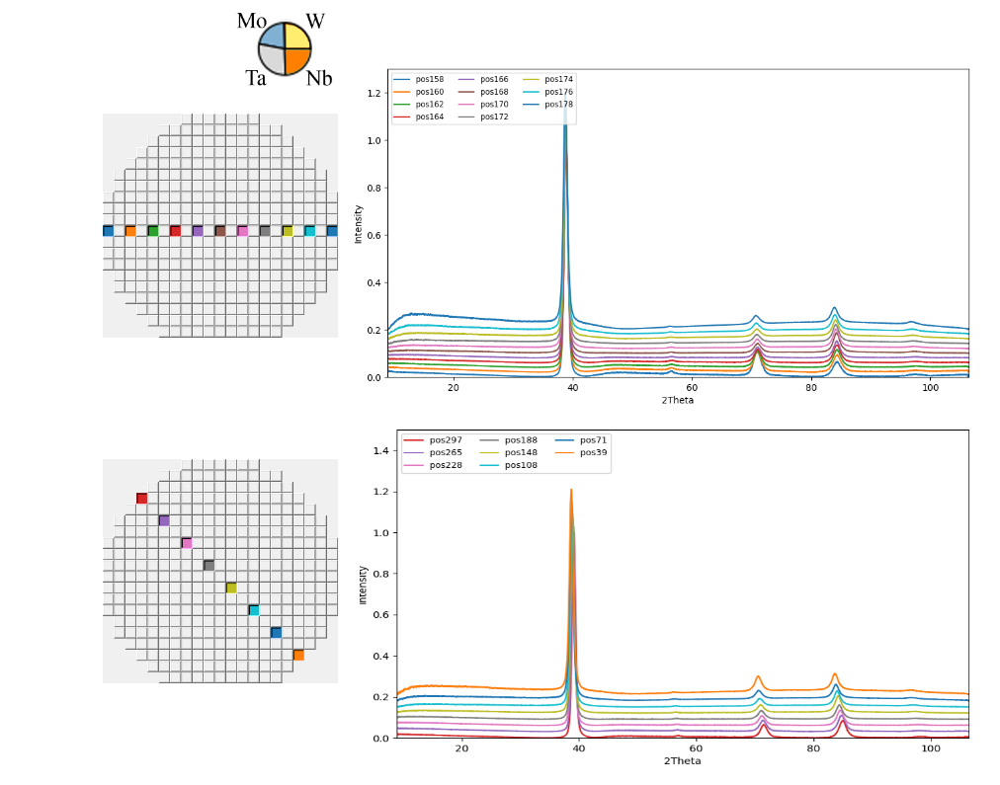 Mo W
Ta Nb
pos158 pos166 pos174
pos160 pos168 pos176
pos162 pos170 pos178
pos164 pos172
1.2
1.0
0.8
0.6
0.4
0.2
0.0
Intensity
20 40 60 80 100
2Theta
pos297 pos188 pos71
pos265 pos148 pos39
pos228 pos108
1.4
1.2
1.0
0.8
0.6
0.4
0.2
0.0
Intensity
20 40 60 80 100
2Theta